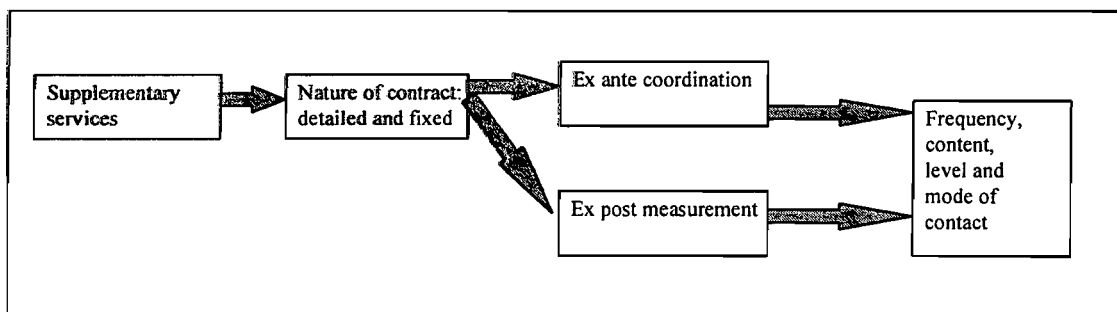 Supplementary
services
Nature of contract:
detailed and fixed
Ex ante coordination
Ex post measurement
Frequency,
content,
level and
mode of
contact